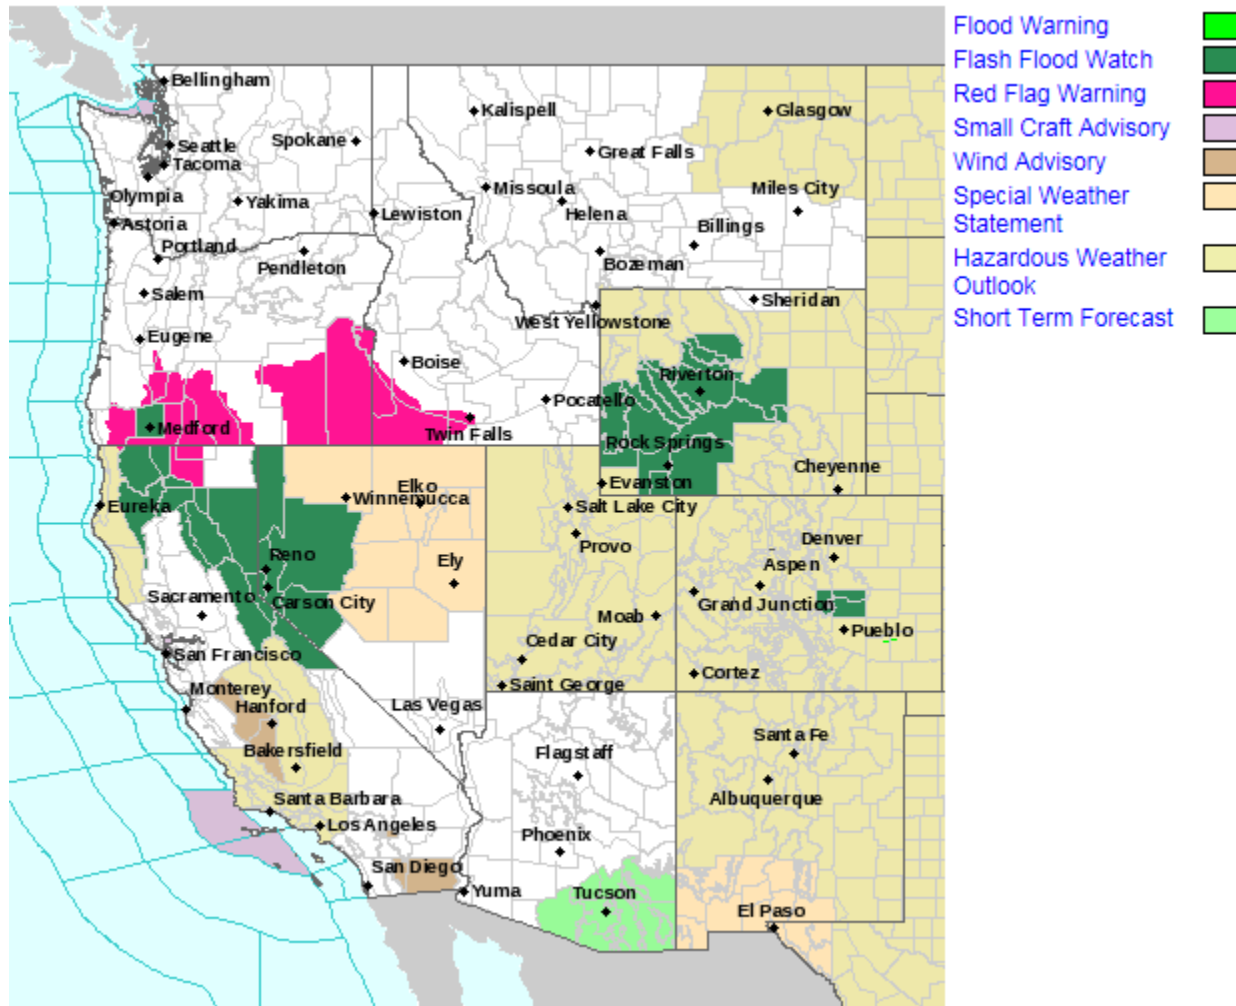 Flood Warning
Flash Flood Watch
Red Flag Warning
Small Craft Advisory
Wind Advisory
Special Weather
Statement
Hazardous Weather
Outlook
Short Term Forecast
Bellingham
Kalispell
Glasgow
Seattle
Spokane
Great Falls
Tacoma
Missoula
Miles City
Olympia
Yakima
Lewiston
Helena
Astoria
Billings
Portland
Pendleton
Bozeman
Salem
Sheridan
West Yellowstone
Eugene
Boise
Riverton
Pocatello
Medford
Twin Falls
Rock Springs
Cheyenne
Elko
Evanston
Winnemucca
Eureka
Salt Lake City
Denver
Provo
Reno
Ely
Aspen
Sacramento
Carson City
Grand Junction
Moab
Pueblo
Cedar City
San Francisco
Cortez
Saint George
Monterey
Hanford
Las Vegas
Santa Fe
Bakersfield
Flagstaff
Albuquerque
Santa Barbara
Los Angeles
Phoenix
San Diego
Yuma
Tucson
El Paso